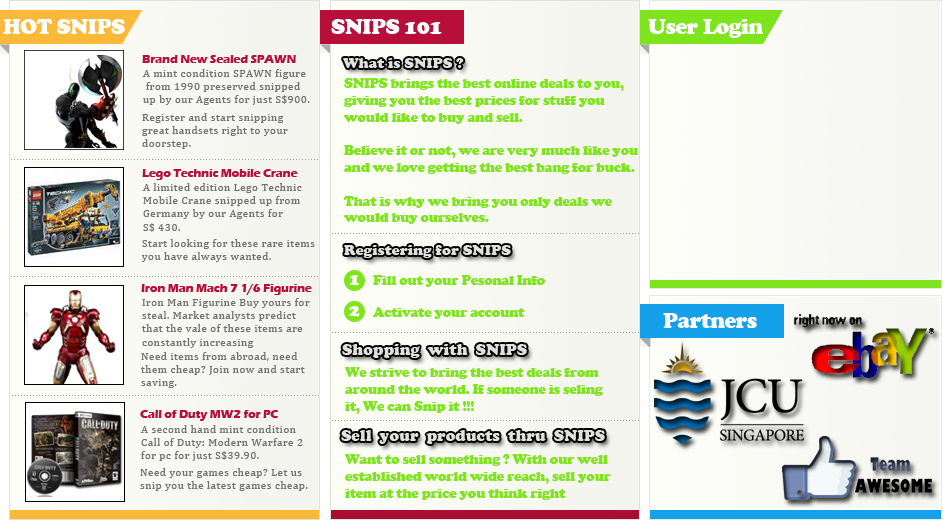 HOT SNIPS
Brand New Sealed SPAWN
A mint condition SPAWN figure
from 1990 preserved snipped
up by our Agents for just S$900.
Register and start snipping
great handsets right to your
doorstep.
Lego Technic Mobile Crane
A limited edition Lego Technic
Mobile Crane snipped up from
Germany by our Agents for
S$ 430.
Start looking for these rare items
you have always wanted.
TECHNIC
Iron Man Mach 7 1/6 Figurine
Iron Man Figurine Buy yours for
steal. Market analysts predict
that the vale of these items are
constantly increasing
Need items from abroad, need
them cheap? Join now and start
saving.
Call of Duty MW2 for PC
A second hand mint condition
Call of Duty: Modern Warfare 2
for pc for just S$39.90.
Need your games cheap? Let us
snip you the latest games cheap.
CALL OF DUTY
SNIPS 101
What is SNIPS ?
SNIPS brings the best online deals to you,
giving you the best prices for stuff you
would like to buy and sell.
Believe it or not, we are very much like you
and we love getting the best bang for buck.
That is why we bring you only deals we
would buy ourselves.
Registering for SNIPS
1 Fill out your Pesonal Info
2 Activate your account
Shopping with SNIPS
We strive to bring the best deals from
around the world. If someone is seling
it, We can Snip it !!!
Sell your products thru SNIPS
Want to sell something ? With our well
established world wide reach, sell your
item at the price you think right
User Login
Partners
right now on
ebaY
JCU
SINGAPORE
Team
AWESOME